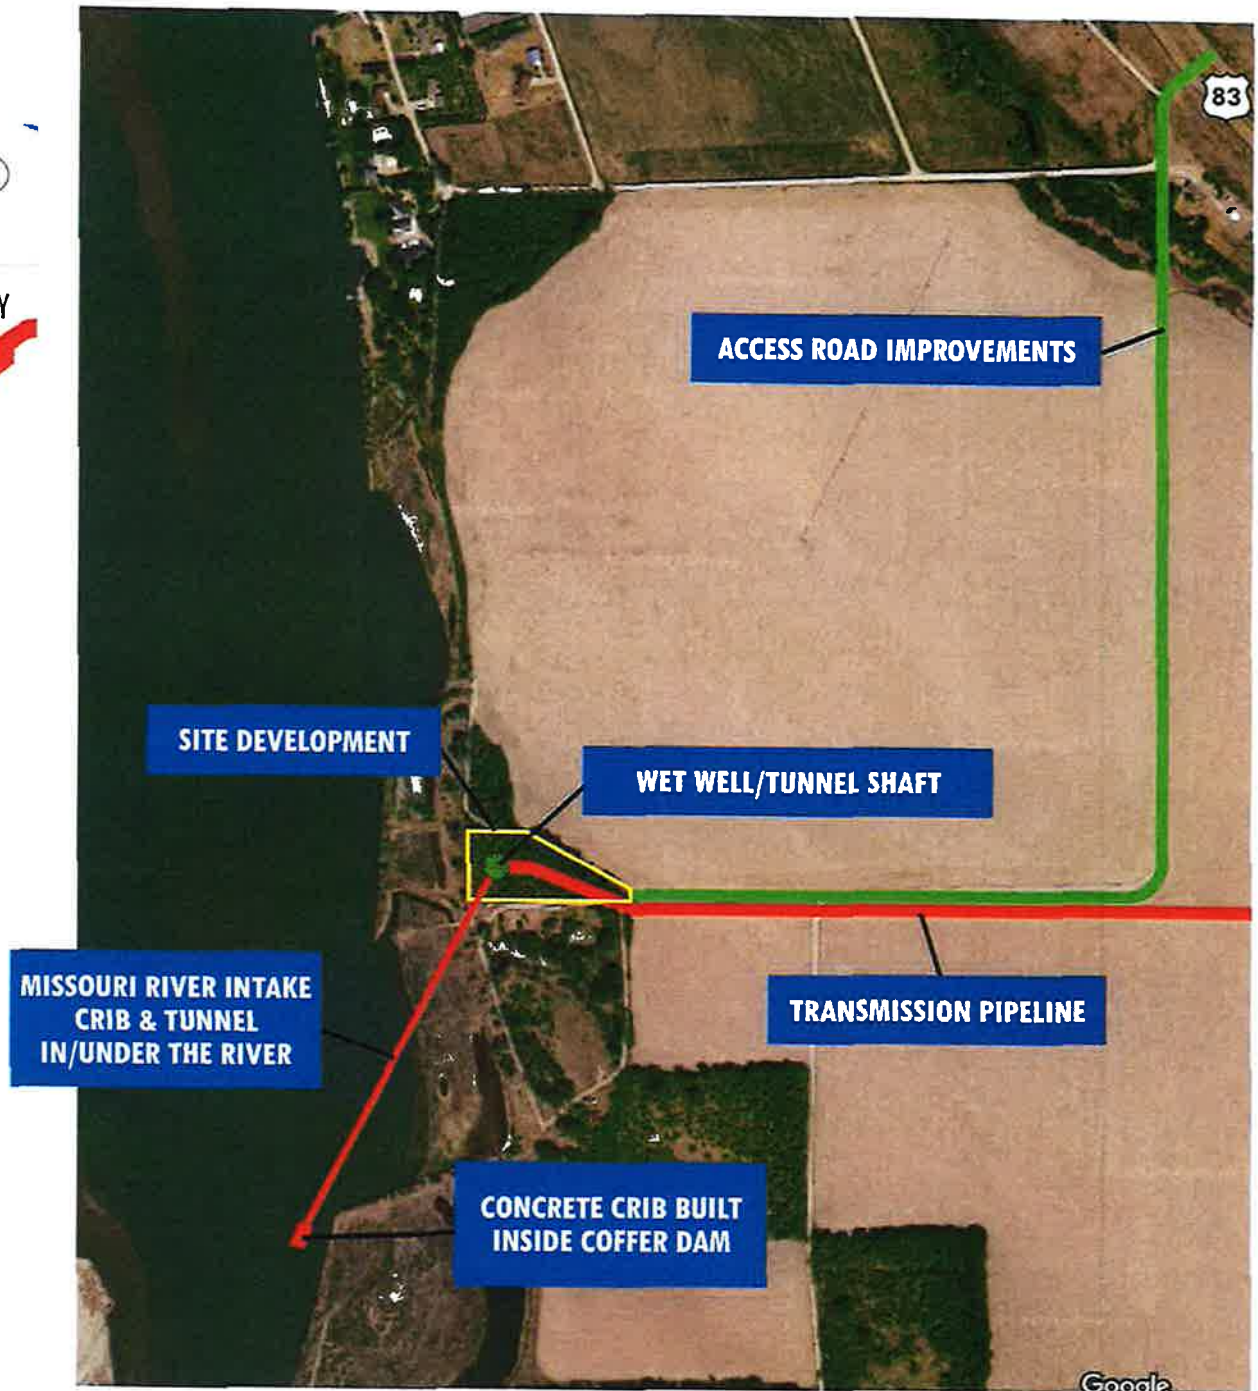 83
Y
ACCESS ROAD IMPROVEMENTS
SITE DEVELOPMENT
WET WELL/TUNNEL SHAFT
MISSOURI RIVER INTAKE
CRIB & TUNNEL
IN/UNDER THE RIVER
TRANSMISSION PIPELINE
CONCRETE CRIB BUILT
INSIDE COFFER DAM
Google